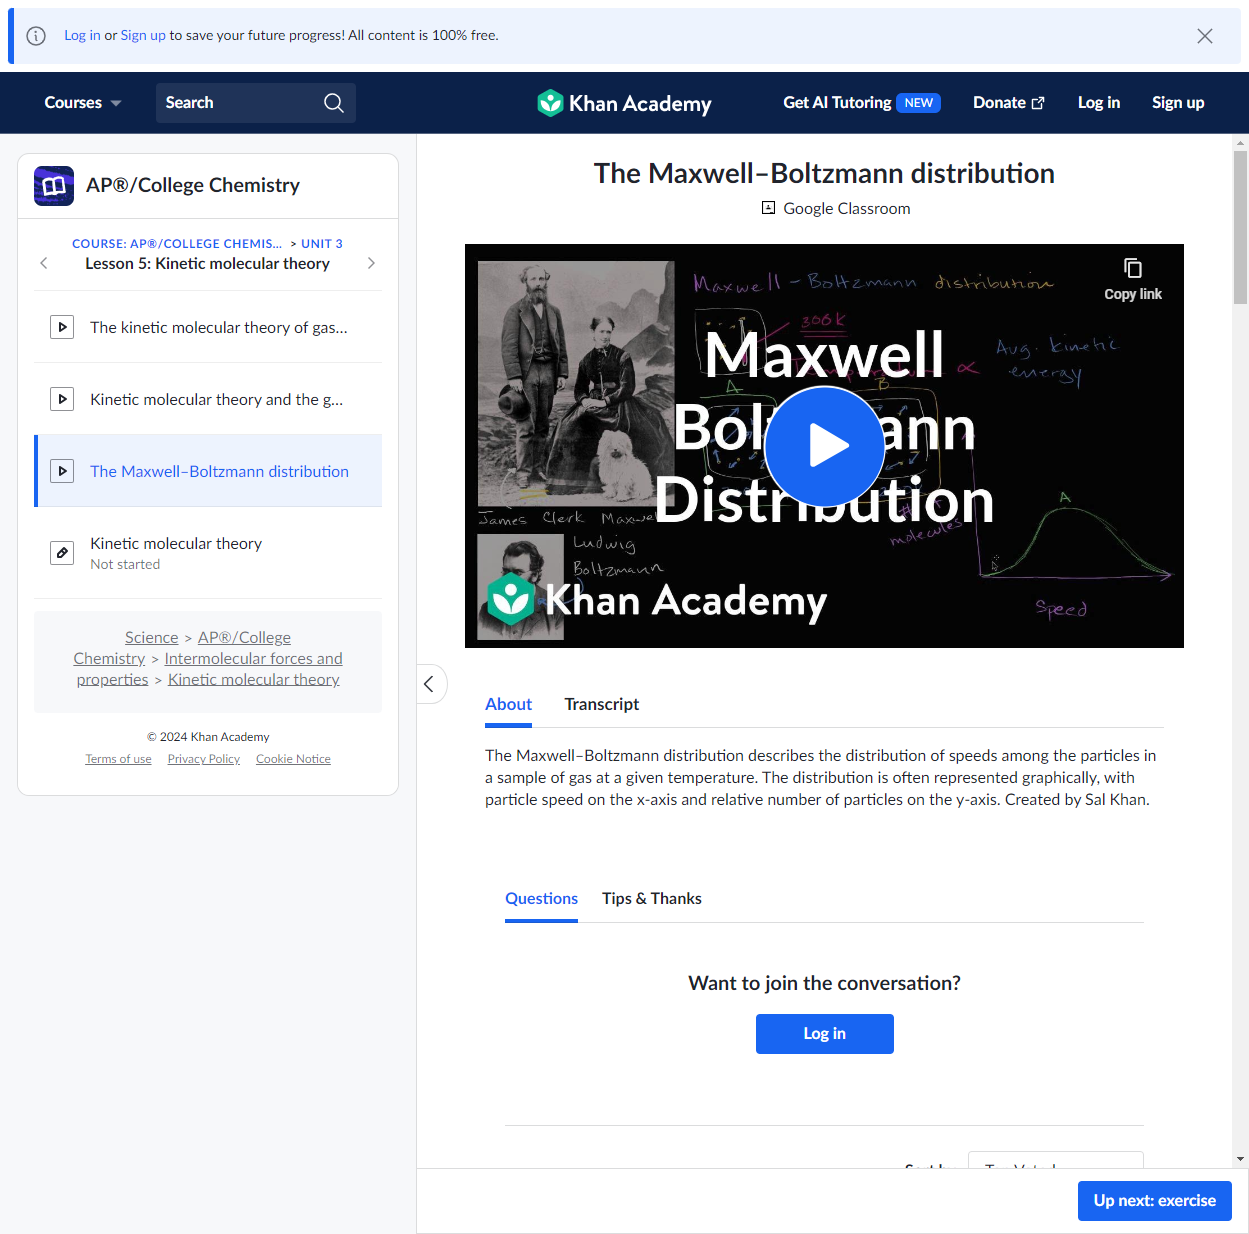 Log in or Sign up to save your future progress! All content is 100% free.
Courses
Search
Khan Academy
Get AI Tutoring NEW
Donate
Log in
Sign up
AP®/College Chemistry
COURSE: AP®/COLLEGE CHEMIS... > UNIT 3
Lesson 5: Kinetic molecular theory
The kinetic molecular theory of gas...
Kinetic molecular theory and the g...
The Maxwell–Boltzmann distribution
Kinetic molecular theory
Not started
Science > AP®/College
Chemistry > Intermolecular forces and
properties > Kinetic molecular theory
© 2024 Khan Academy
Terms of use Privacy Policy Cookie Notice
The Maxwell–Boltzmann distribution
Google Classroom
Copy link
Maxwell - Boltzmann distribution
300K
Avg. kinetic
energy
A
B
Maxwell
Distribution
James Clerk Maxwel
Ludwig
Boltzmann
molecules
A
Speed
Khan Academy
About
Transcript
The Maxwell–Boltzmann distribution describes the distribution of speeds among the particles in
a sample of gas at a given temperature. The distribution is often represented graphically, with
particle speed on the x-axis and relative number of particles on the y-axis. Created by Sal Khan.
Questions
Tips & Thanks
Want to join the conversation?
Log in
Up next: exercise